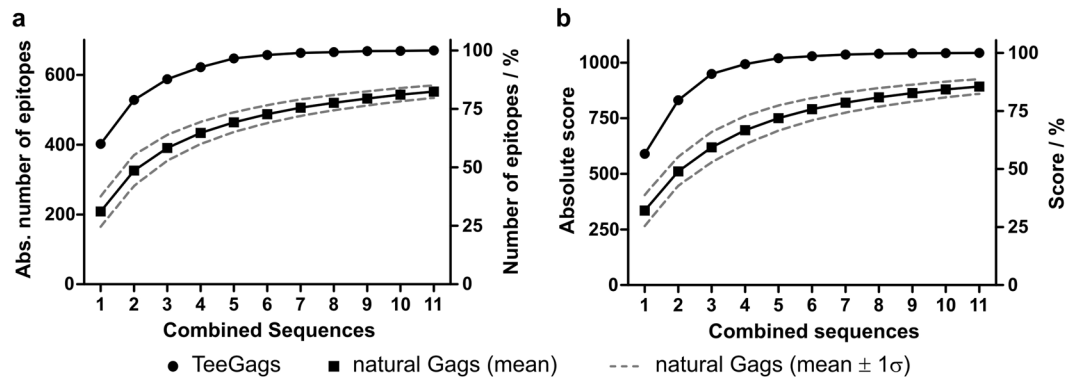 a
Abs. number of epitopes
600
400
200
0
100
75
50
25
0
Number of epitopes / %
1 2 3 4 5 6 7 8 9 10 11
Combined Sequences
b
Absolute score
1000
750
500
250
0
100
75
50
25
0
Score / %
1 2 3 4 5 6 7 8 9 10 11
Combined sequences
TeeGags natural Gags (mean) natural Gags (mean ± 1σ)